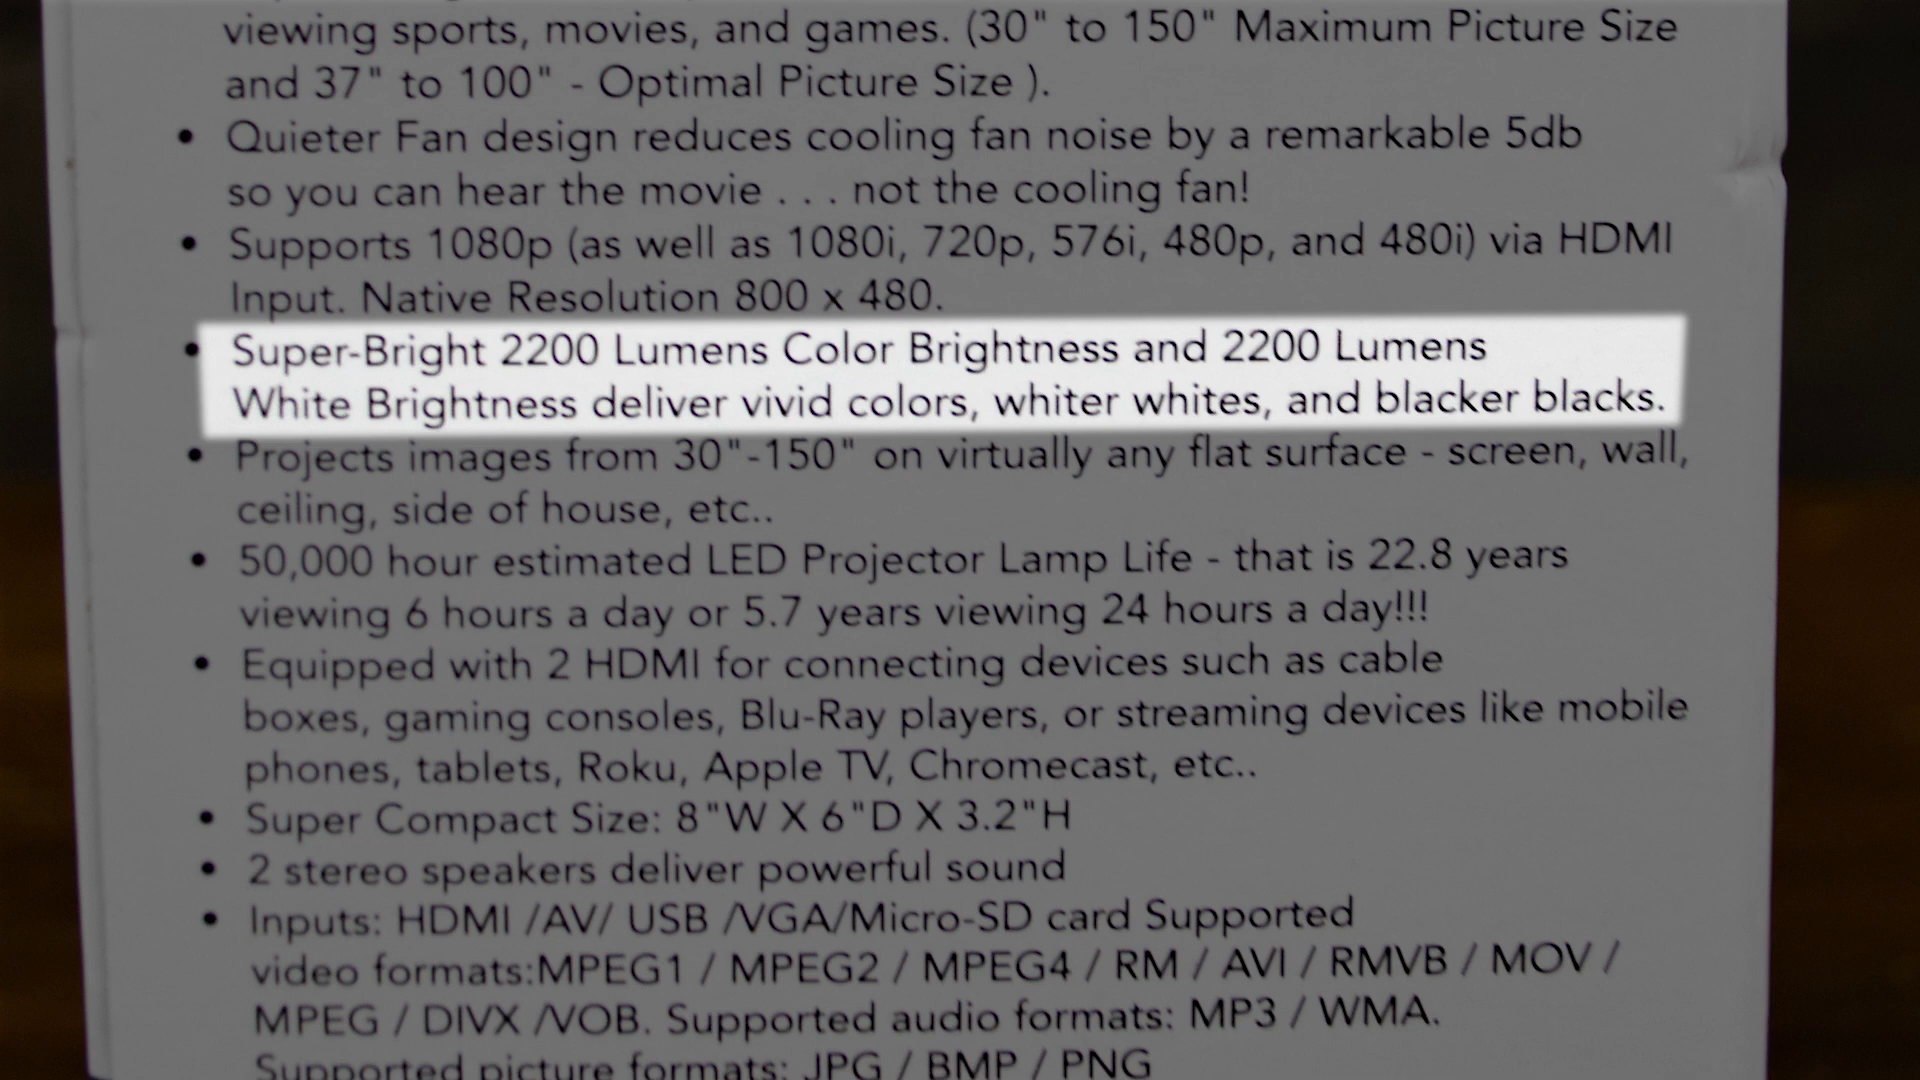 viewing sports, movies, and games. (30" to 150" Maximum Picture Size
and 37" to 100" - Optimal Picture Size ).
• Quieter Fan design reduces cooling fan noise by a remarkable 5db
so you can hear the movie . . . not the cooling fan!
• Supports 1080p (as well as 1080i, 720p, 576i, 480p, and 480i) via HDMI
Input. Native Resolution 800 x 480.
• Super-Bright 2200 Lumens Color Brightness and 2200 Lumens
White Brightness deliver vivid colors, whiter whites, and blacker blacks.
• Projects images from 30"-150" on virtually any flat surface - screen, wall,
ceiling, side of house, etc..
• 50,000 hour estimated LED Projector Lamp Life - that is 22.8 years
viewing 6 hours a day or 5.7 years viewing 24 hours a day!!!
• Equipped with 2 HDMI for connecting devices such as cable
boxes, gaming consoles, Blu-Ray players, or streaming devices like mobile
phones, tablets, Roku, Apple TV, Chromecast, etc..
• Super Compact Size: 8"W X 6"D X 3.2"H
• 2 stereo speakers deliver powerful sound
• Inputs: HDMI /AV/ USB /VGA/Micro-SD card Supported
video formats:MPEG1 / MPEG2 / MPEG4 / RM / AVI / RMVB / MOV /
MPEG / DIVX /VOB. Supported audio formats: MP3 / WMA.
Supported picture formats: JPG / BMP / PNG